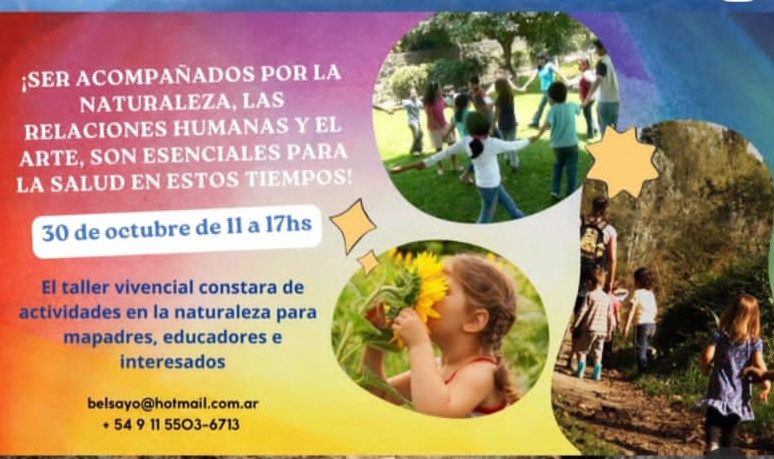 ¡SER ACOMPAÑADOS POR LA
NATURALEZA, LAS
RELACIONES HUMANAS Y EL
ARTE, SON ESENCIALES PARA
LA SALUD EN ESTOS TIEMPOS!
30 de octubre de 11 a 17hs
El taller vivencial constara de
actividades en la naturaleza para
mapadres, educadores e
interesados
belsayo@hotmail.com.ar
+ 54 9 11 5503-6713